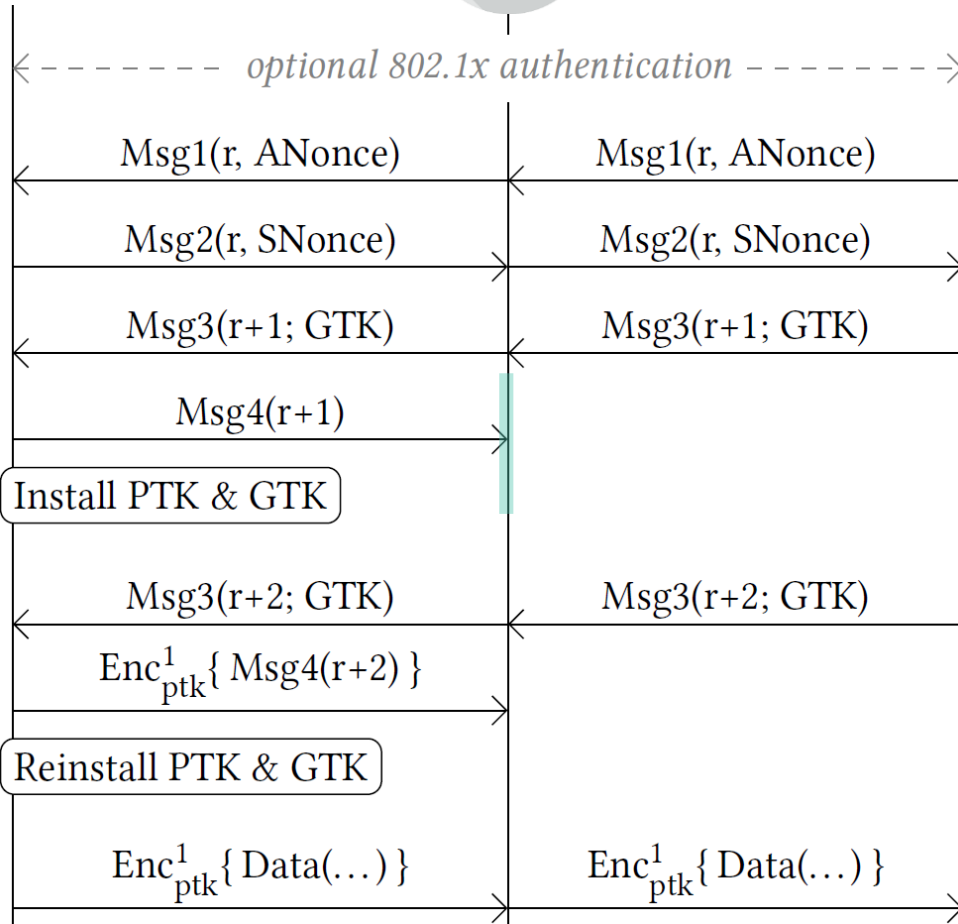 optional 802.1x authentication
Msg1(r, ANonce) Msg1(r, ANonce)
Msg2(r, SNonce) Msg2(r, SNonce)
Msg3(r+1; GTK) Msg3(r+1; GTK)
Msg4(r+1)
Install PTK & GTK
Msg3(r+2; GTK) Msg3(r+2; GTK)
Enc¹ptk{ Msg4(r+2) }
Reinstall PTK & GTK
Enc¹ptk{ Data(…) } Enc¹ptk{ Data(…) }